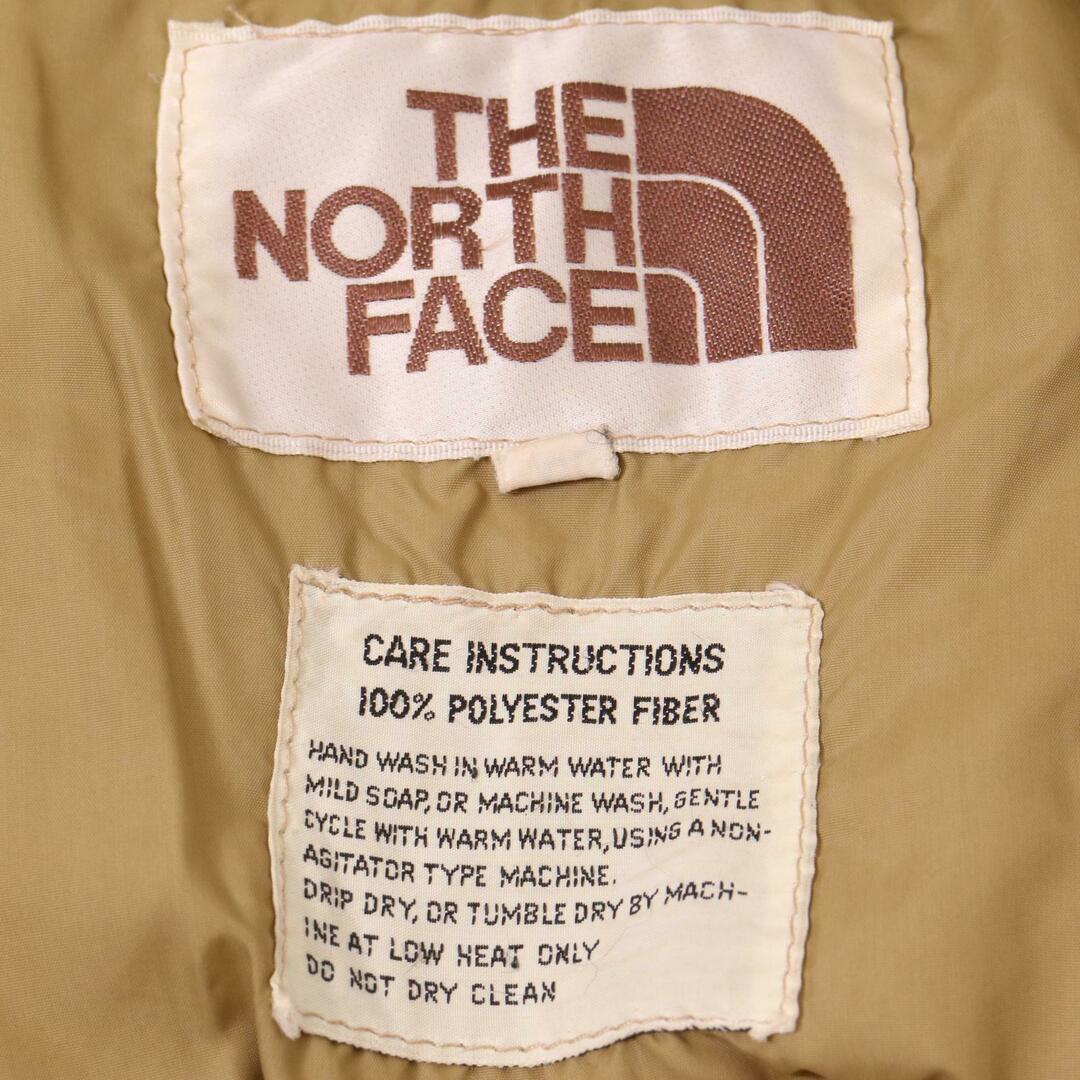 THE
NORTH
FACE
CARE INSTRUCTIONS
100% POLYESTER FIBER
HAND WASH IN WARM WATER WITH
MILD SOAP, OR MACHINE WASH, GENTLE
CYCLE WITH WARM WATER, USING A NON-
AGITATOR TYPE MACHINE.
DRIP DRY, OR TUMBLE DRY BY MACH-
INE AT LOW HEAT ONLY
DO NOT DRY CLEAN